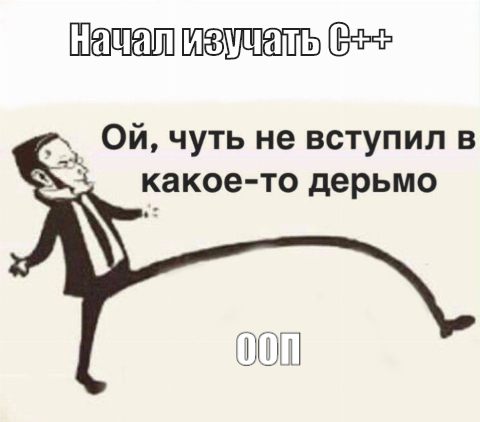 Начал изучать C++
Ой, чуть не вступил в
какое-то дерьмо
ООП